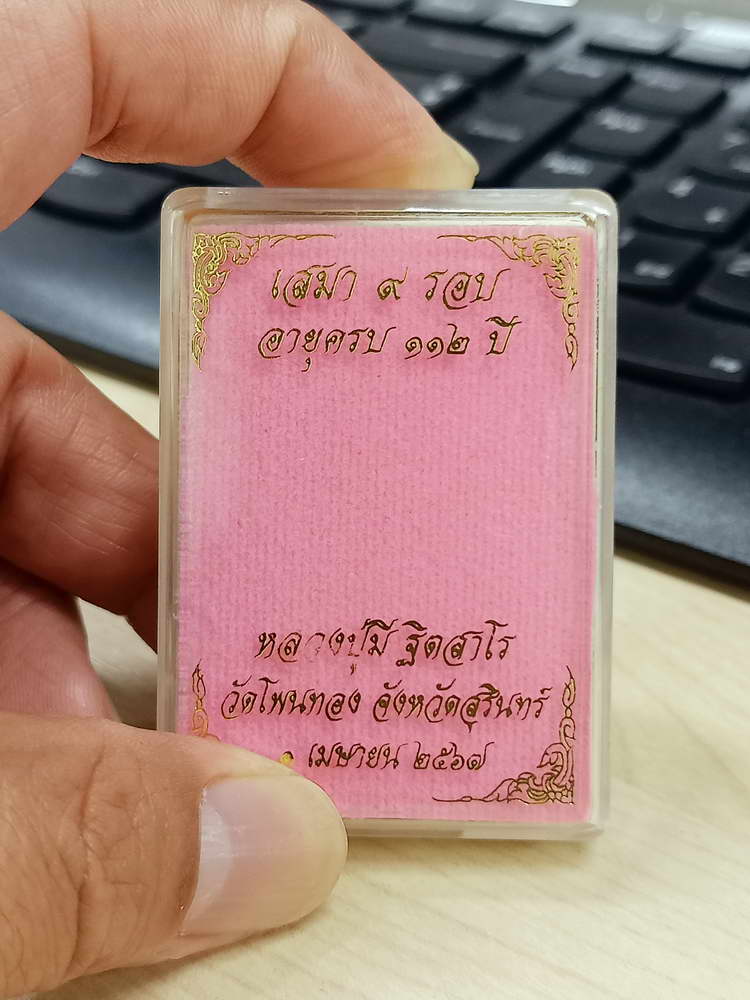 เสมา ๙ รอบ
อายุครบ ๑๑๒ ปี
หลวงปู่มี ฐิตสาโร
วัดโพนทอง จังหวัดสุรินทร์
เมษายน ๒๕๖๗